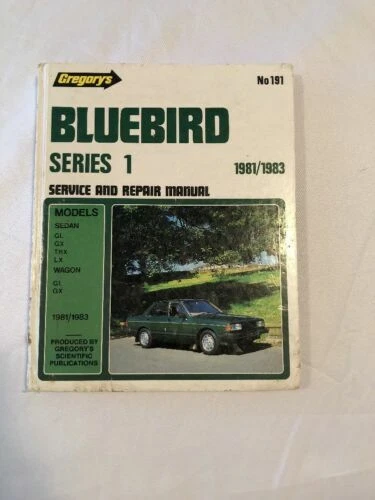 Gregory's
No 191
BLUEBIRD
SERIES 1
1981/1983
SERVICE AND REPAIR MANUAL
MODELS
SEDAN
GL
GX
TRX
LX
WAGON
GL
GX
1981/1983
PRODUCED BY
GREGORY'S
SCIENTIFIC
PUBLICATIONS